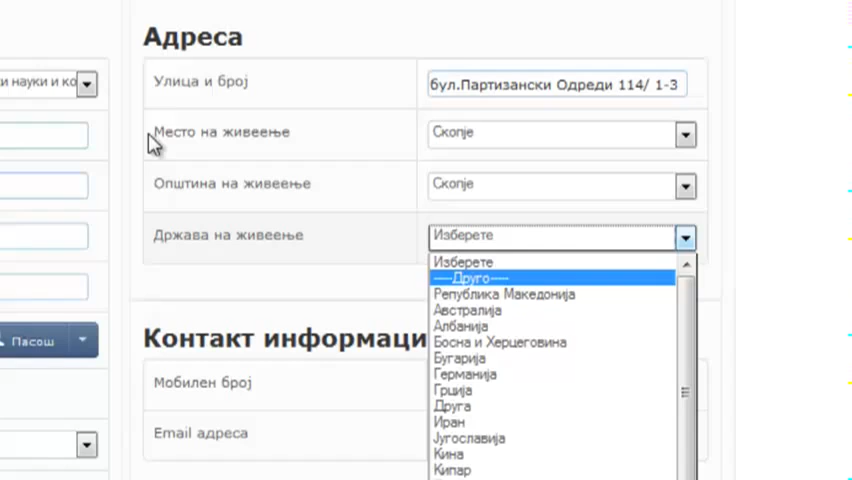 Адреса
и науки и ко
Улица и број
бул.Партизански Одреди 114/ 1-3
Место на живеење
Скопје
Општина на живеење
Скопје
Држава на живеење
Изберете
Изберете
-----Друго-----
Република Македонија
Австралија
Албанија
Босна и Херцеговина
Бугарија
Германија
Грција
Друга
Иран
Југославија
Кина
Кипар
Пасош
Контакт информаци
Мобилен број
Email адреса